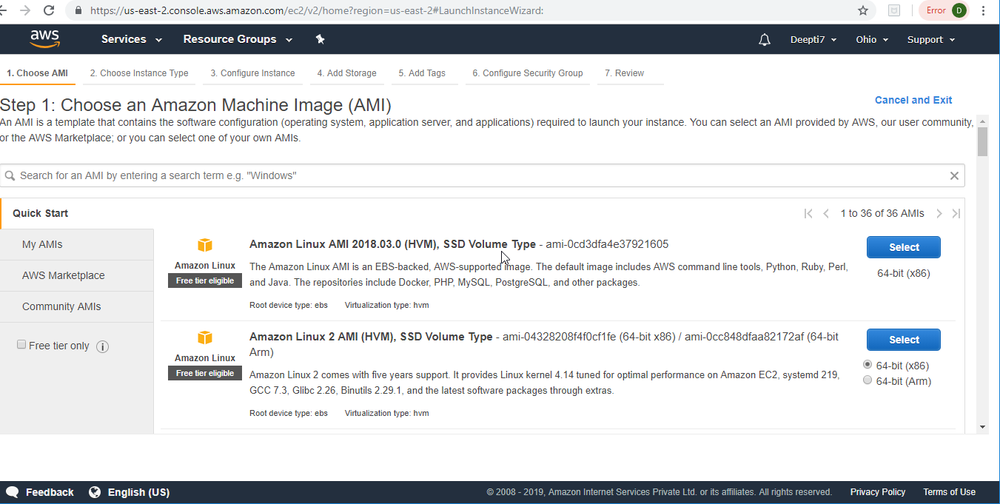 https://us-east-2.console.aws.amazon.com/ec2/v2/home?region=us-east-2#LaunchInstanceWizard:
Error D
aws Services Resource Groups Deepti7 Ohio Support
1. Choose AMI 2. Choose Instance Type 3. Configure Instance 4. Add Storage 5. Add Tags 6. Configure Security Group 7. Review
Step 1: Choose an Amazon Machine Image (AMI)
Cancel and Exit
An AMI is a template that contains the software configuration (operating system, application server, and applications) required to launch your instance. You can select an AMI provided by AWS, our user community,
or the AWS Marketplace; or you can select one of your own AMIs.
Search for an AMI by entering a search term e.g. "Windows"
Quick Start
My AMIs
AWS Marketplace
Community AMIs
Free tier only
1 to 36 of 36 AMIs
Amazon Linux
Free tier eligible
Amazon Linux AMI 2018.03.0 (HVM), SSD Volume Type - ami-0cd3dfa4e37921605
The Amazon Linux AMI is an EBS-backed, AWS-supported image. The default image includes AWS command line tools, Python, Ruby, Perl,
and Java. The repositories include Docker, PHP, MySQL, PostgreSQL, and other packages.
Root device type: ebs Virtualization type: hvm
Select
64-bit (x86)
Amazon Linux
Free tier eligible
Amazon Linux 2 AMI (HVM), SSD Volume Type - ami-04328208f4f0cf1fe (64-bit x86) / ami-0cc848dfaa82172af (64-bit
Arm)
Amazon Linux 2 comes with five years support. It provides Linux kernel 4.14 tuned for optimal performance on Amazon EC2, systemd 219,
GCC 7.3, Glibc 2.26, Binutils 2.29.1, and the latest software packages through extras.
Root device type: ebs Virtualization type: hvm
Select
64-bit (x86)
64-bit (Arm)
Feedback English (US) © 2008 - 2019, Amazon Internet Services Private Ltd. or its affiliates. All rights reserved. Privacy Policy Terms of Use